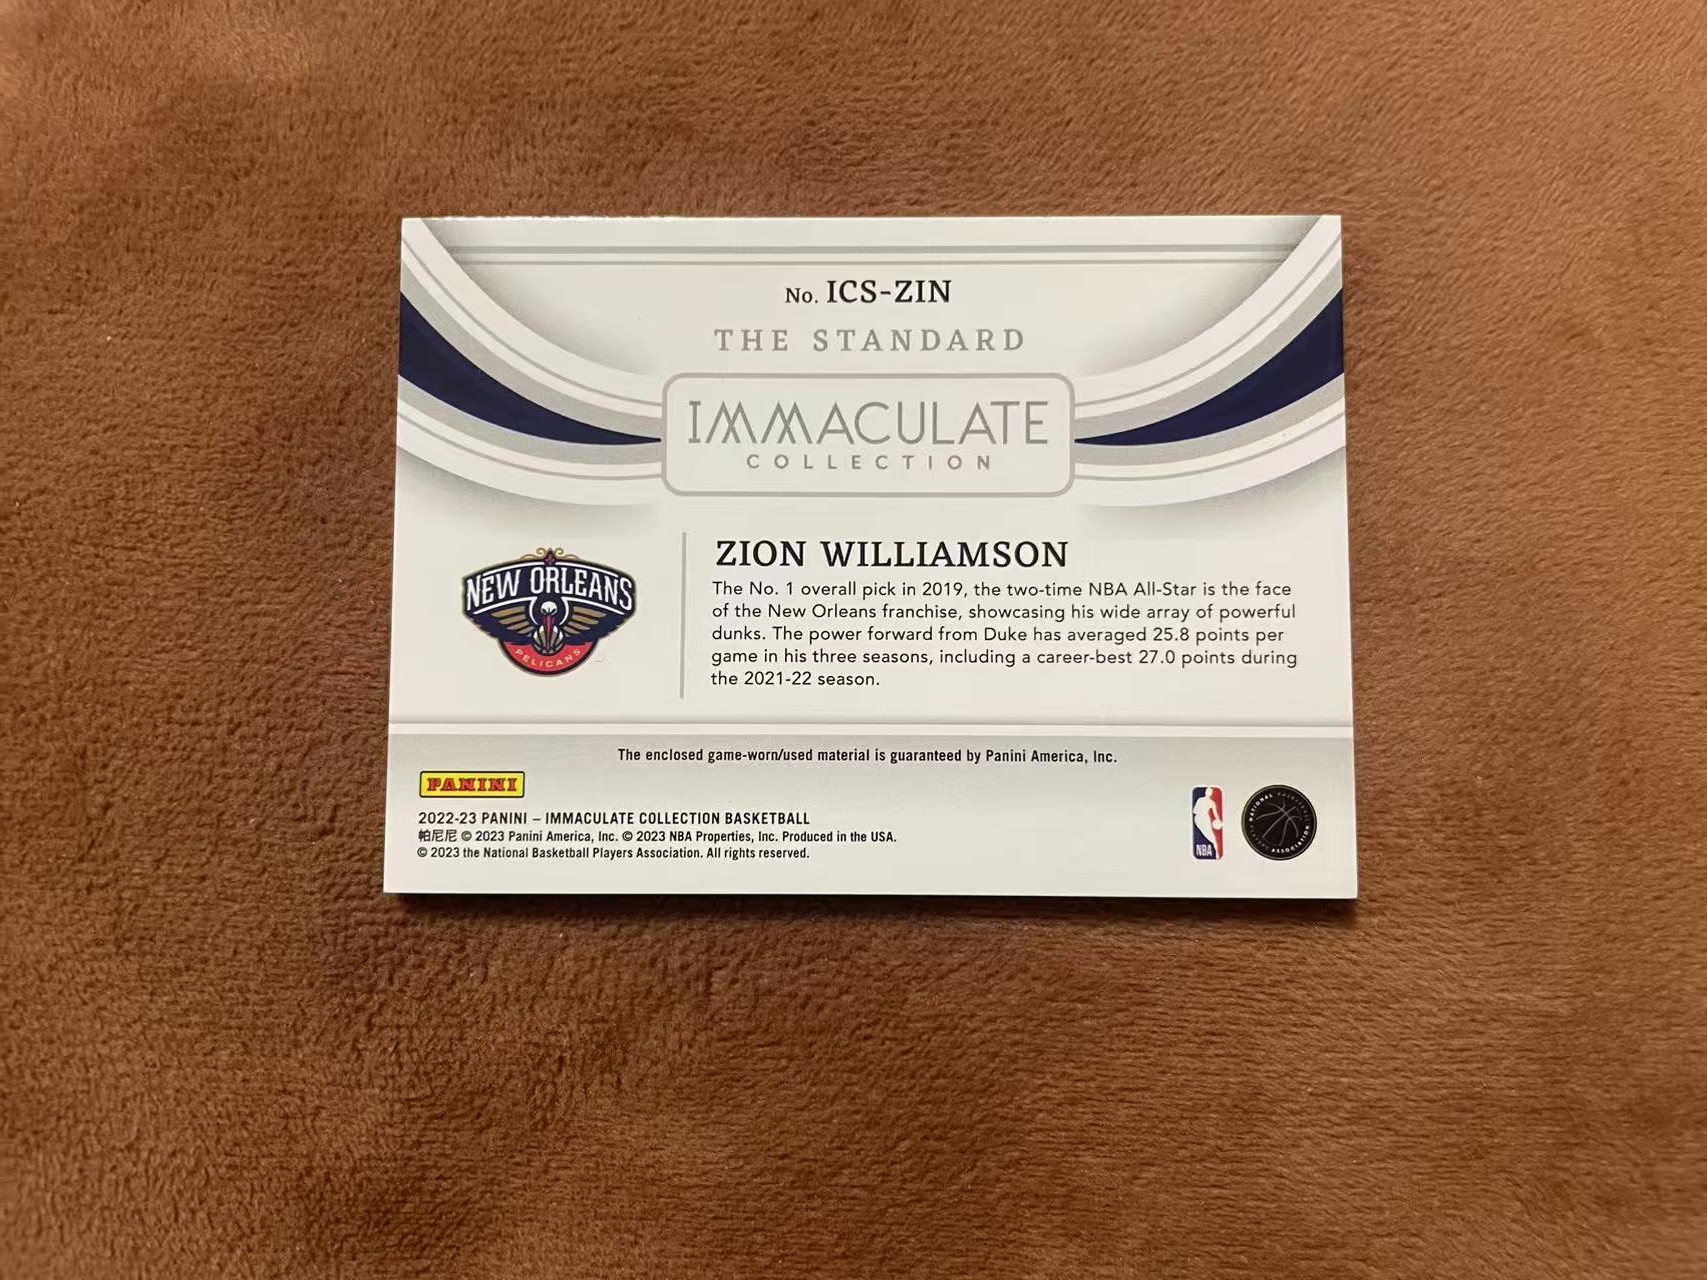 No. ICS-ZIN
THE STANDARD
IMMACULATE
COLLECTION
NEW ORLEANS
PELICANS
ZION WILLIAMSON
The No. 1 overall pick in 2019, the two-time NBA All-Star is the face
of the New Orleans franchise, showcasing his wide array of powerful
dunks. The power forward from Duke has averaged 25.8 points per
game in his three seasons, including a career-best 27.0 points during
the 2021-22 season.
The enclosed game-worn/used material is guaranteed by Panini America, Inc.
PANINI
2022-23 PANINI – IMMACULATE COLLECTION BASKETBALL
帕尼尼 © 2023 Panini America, Inc. © 2023 NBA Properties, Inc. Produced in the USA.
© 2023 the National Basketball Players Association. All rights reserved.
NBA
NATIONAL BASKETBALL PLAYERS ASSOCIATION